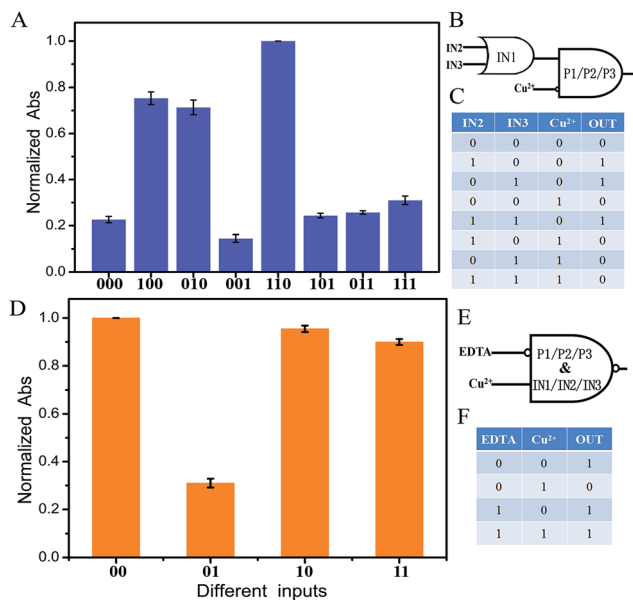 A
Normalized Abs
1.0
0.8
0.6
0.4
0.2
0.0
000 100 010 001 110 101 011 111
B
IN2
IN3
IN1
Cu²⁺
P1/P2/P3
C
IN2 IN3 Cu²⁺ OUT
0 0 0 0
1 0 0 1
0 1 0 1
0 0 1 0
1 1 0 1
1 0 1 0
0 1 1 0
1 1 1 0
D
Normalized Abs
1.0
0.8
0.6
0.4
0.2
0.0
00 01 10 11
Different inputs
E
EDTA
Cu²⁺
P1/P2/P3
&
IN1/IN2/IN3
F
EDTA Cu²⁺ OUT
0 0 1
0 1 0
1 0 1
1 1 1